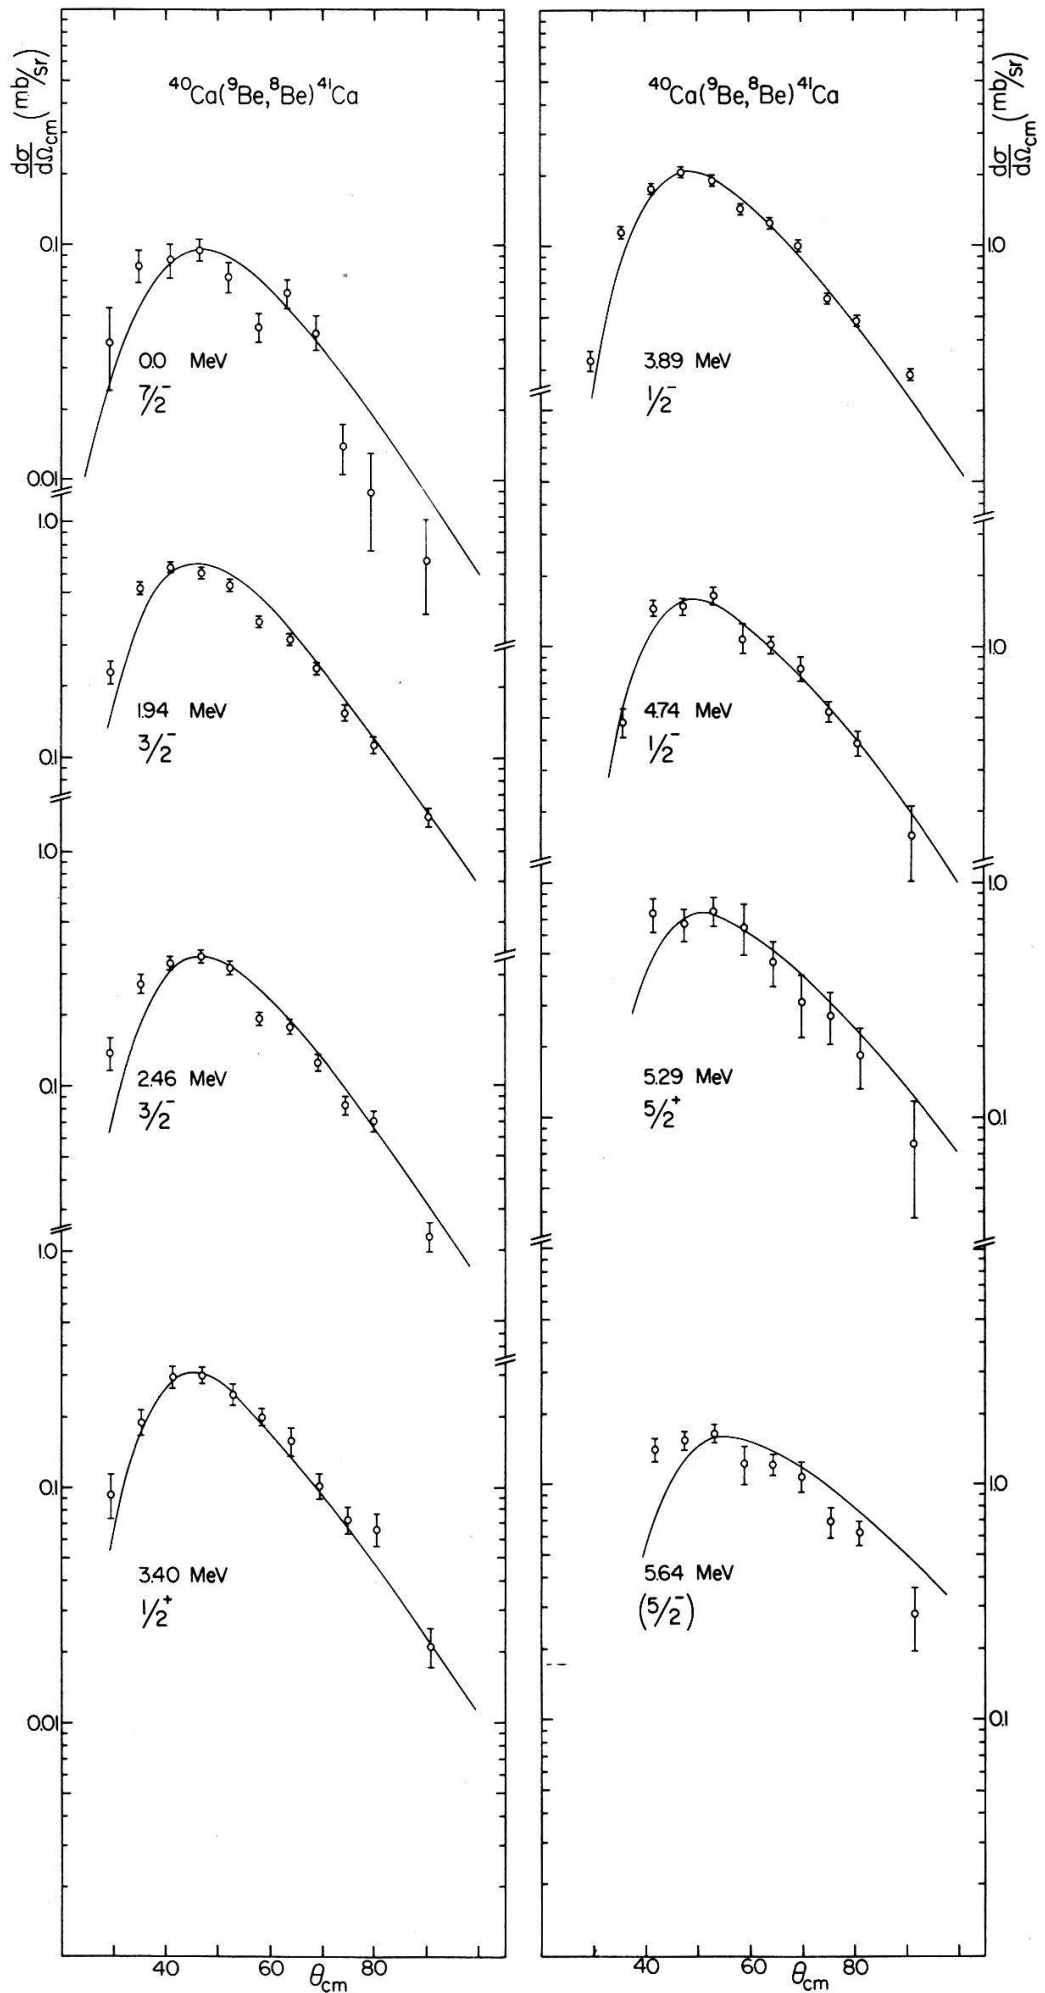 dσ/dΩcm (mb/sr)
⁴⁰Ca(⁹Be,⁸Be)⁴¹Ca
0.1
0.0 MeV
7/2⁻
0.01
1.0
1.94 MeV
3/2⁻
0.1
1.0
0.1
2.46 MeV
3/2⁻
1.0
0.1
3.40 MeV
1/2⁺
0.01
40 60 80
θcm
dσ/dΩcm (mb/sr)
⁴⁰Ca(⁹Be,⁸Be)⁴¹Ca
1.0
3.89 MeV
1/2⁻
1.0
4.74 MeV
1/2⁻
1.0
5.29 MeV
5/2⁺
0.1
1.0
5.64 MeV
(5/2⁻)
0.1
40 60 80
θcm